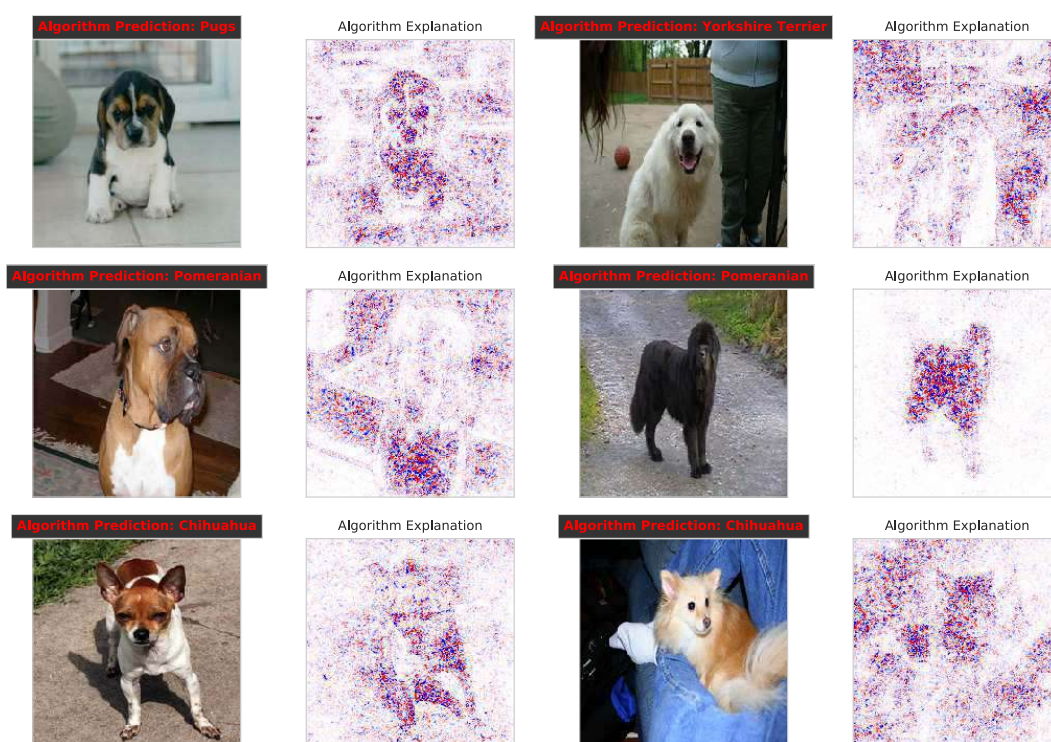 Algorithm Prediction: Pugs
Algorithm Explanation
Algorithm Prediction: Yorkshire Terrier
Algorithm Explanation
Algorithm Prediction: Pomeranian
Algorithm Explanation
Algorithm Prediction: Pomeranian
Algorithm Explanation
Algorithm Prediction: Chihuahua
Algorithm Explanation
Algorithm Prediction: Chihuahua
Algorithm Explanation